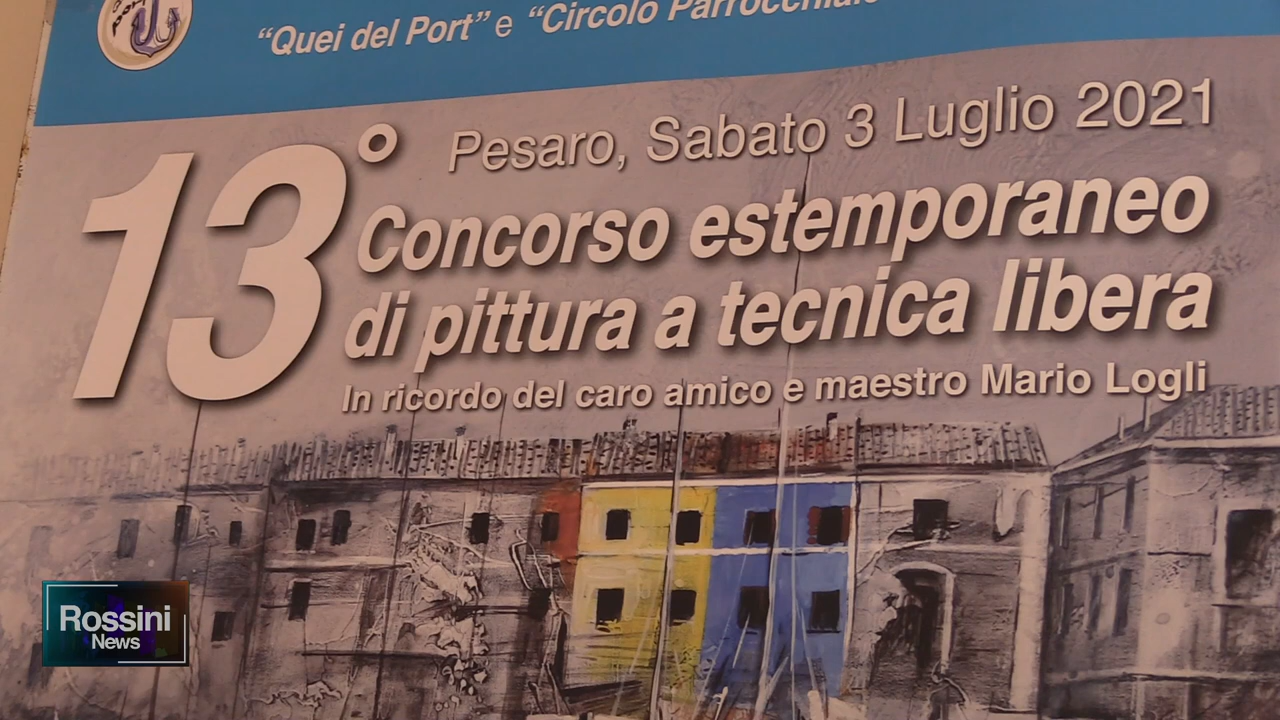 “Quei del Port” e “Circolo Parrocchiale
Pesaro, Sabato 3 Luglio 2021
13° Concorso estemporaneo
di pittura a tecnica libera
In ricordo del caro amico e maestro Mario Logli
Rossini
News